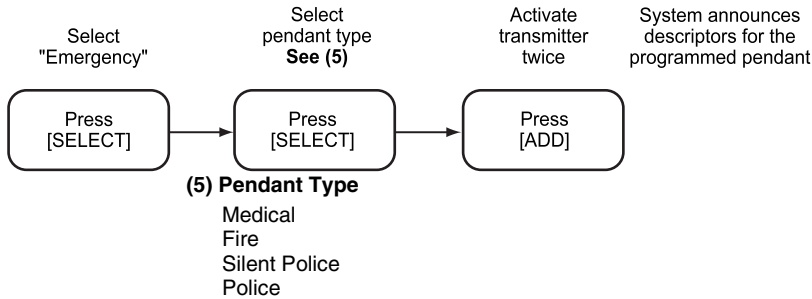 Select
"Emergency"
Select
pendant type
See (5)
Activate
transmitter
twice
System announces
descriptors for the
programmed pendant
Press
[SELECT]
Press
[SELECT]
Press
[ADD]
(5) Pendant Type
Medical
Fire
Silent Police
Police